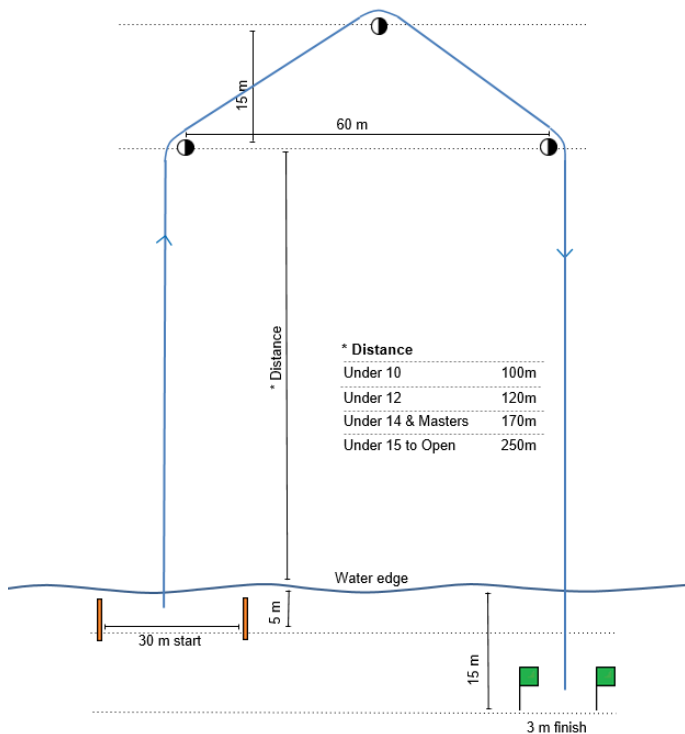 15 m
60 m
* Distance
* Distance
Under 10 100m
Under 12 120m
Under 14 & Masters 170m
Under 15 to Open 250m
Water edge
5 m
30 m start
15 m
3 m finish